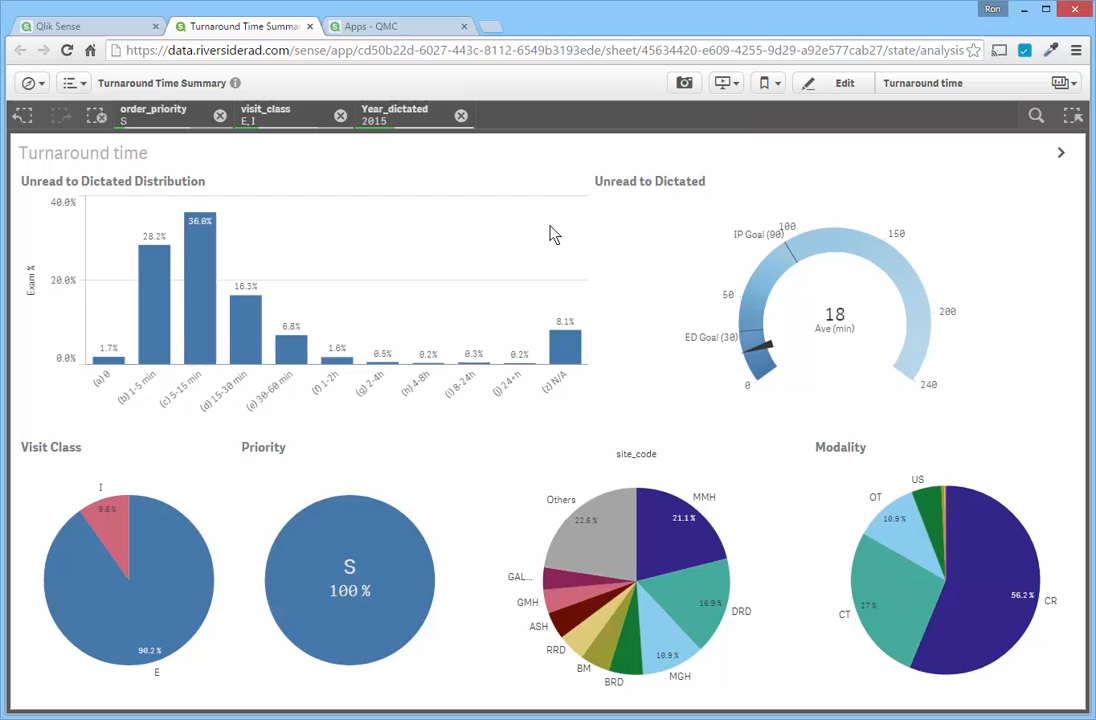 Ron
Qlik Sense
Turnaround Time Summa
Apps - QMC
https://data.riversiderad.com/sense/app/cd50b22d-6027-443c-8112-6549b3193ede/sheet/45634420-e609-4255-9d29-a92e577cab27/state/analysis
Turnaround Time Summary
Edit
Turnaround time
order_priority
S
visit_class
E, I
Year_dictated
2015
Turnaround time
Unread to Dictated Distribution
40.0%
20.0%
0.0%
Exam %
1.7%
28.2%
36.0%
16.3%
6.8%
1.6%
0.5%
0.2%
0.3%
0.2%
8.1%
(a) 0
(b) 1-5 min
(c) 5-15 min
(d) 15-30 min
(e) 30-60 min
(f) 1-2h
(g) 2-4h
(h) 4-8h
(i) 8-24h
(j) 24+h
(z) N/A
Unread to Dictated
0
ED Goal (30)
50
IP Goal (90)
100
150
200
240
18
Ave (min)
Visit Class
I
9.8%
90.2%
E
Priority
S
100%
site_code
Others
22.6%
MMH
21.1%
GAL...
GMH
ASH
RRD
BM
BRD
MGH
10.9%
DRD
16.9%
Modality
US
OT
10.9%
CT
27%
56.2%
CR